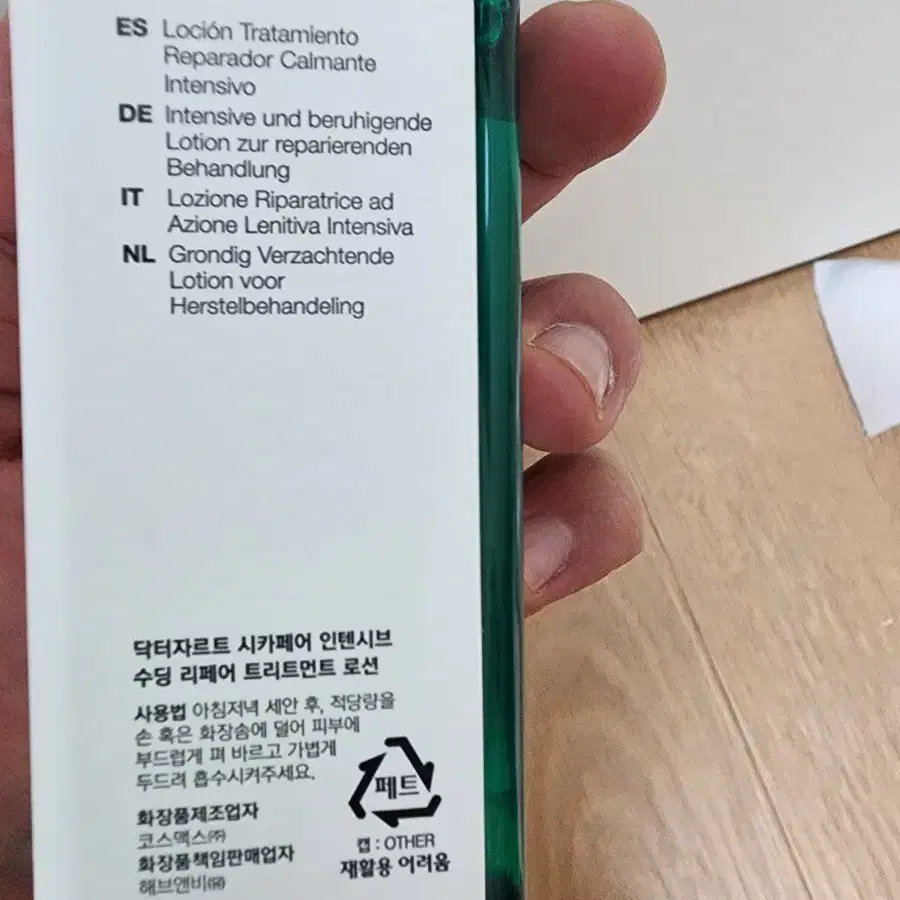 ES Loción Tratamiento
Reparador Calmante
Intensivo
DE Intensive und beruhigende
Lotion zur reparierenden
Behandlung
IT Lozione Riparatrice ad
Azione Lenitiva Intensiva
NL Grondig Verzachtende
Lotion voor
Herstelbehandeling
닥터자르트 시카페어 인텐시브
수딩 리페어 트리트먼트 로션
사용법 아침저녁 세안 후, 적당량을
손 혹은 화장솜에 덜어 피부에
부드럽게 펴 바르고 가볍게
두드려 흡수시켜주세요.
화장품제조업자
코스맥스㈜
화장품책임판매업자
해브앤비㈜
페트
캡 : OTHER
재활용 어려움